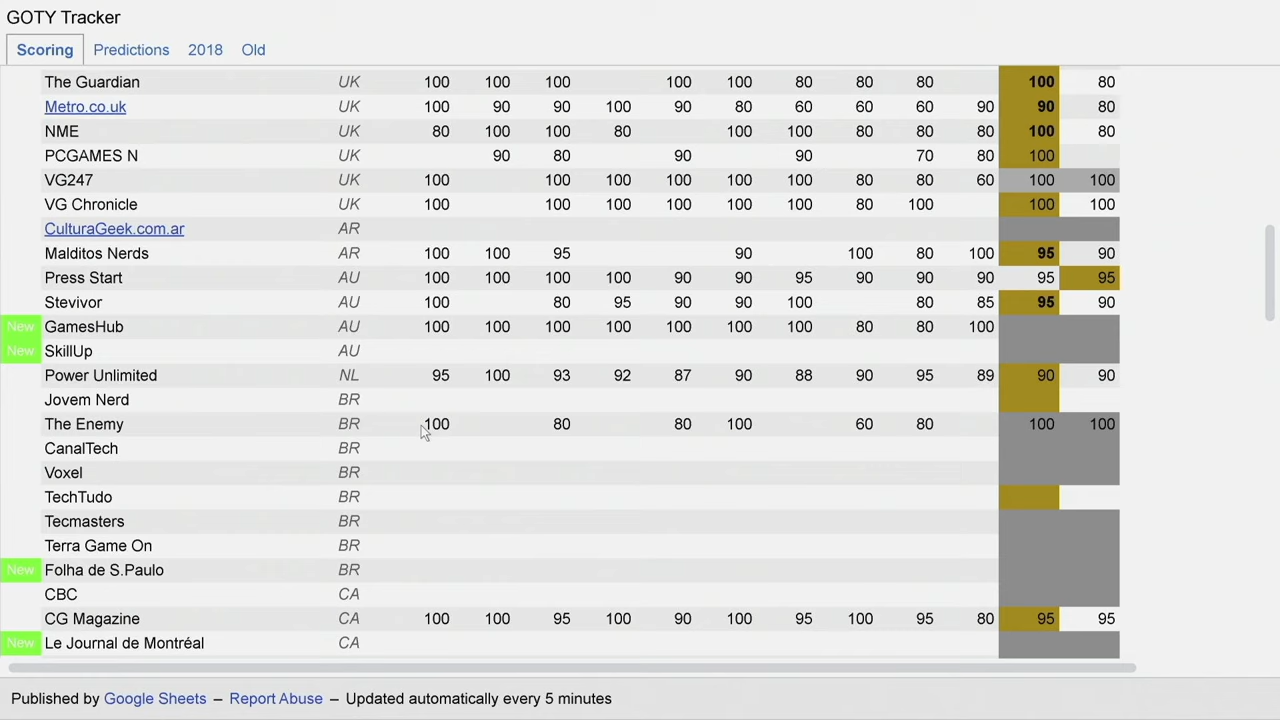 GOTY Tracker
Scoring Predictions 2018 Old
The Guardian UK 100 100 100 100 100 80 80 80 100 80
Metro.co.uk UK 100 90 90 100 90 80 60 60 60 90 90 80
NME UK 80 100 100 80 100 100 80 80 80 100 80
PCGAMES N UK 90 80 90 90 70 80 100
VG247 UK 100 100 100 100 100 100 80 80 60 100 100
VG Chronicle UK 100 100 100 100 100 100 80 100 100 100
CulturaGeek.com.ar AR
Malditos Nerds AR 100 100 95 90 100 80 100 95 90
Press Start AU 100 100 100 100 90 90 95 90 90 90 95 95
Stevivor AU 100 80 95 90 90 100 80 85 95 90
New GamesHub AU 100 100 100 100 100 100 100 80 80 100
New SkillUp AU
Power Unlimited NL 95 100 93 92 87 90 88 90 95 89 90 90
Jovem Nerd BR
The Enemy BR 100 80 80 100 60 80 100 100
CanalTech BR
Voxel BR
TechTudo BR
Tecmasters BR
Terra Game On BR
New Folha de S.Paulo BR
CBC CA
CG Magazine CA 100 100 95 100 90 100 95 100 95 80 95 95
New Le Journal de Montréal CA
Published by Google Sheets – Report Abuse – Updated automatically every 5 minutes